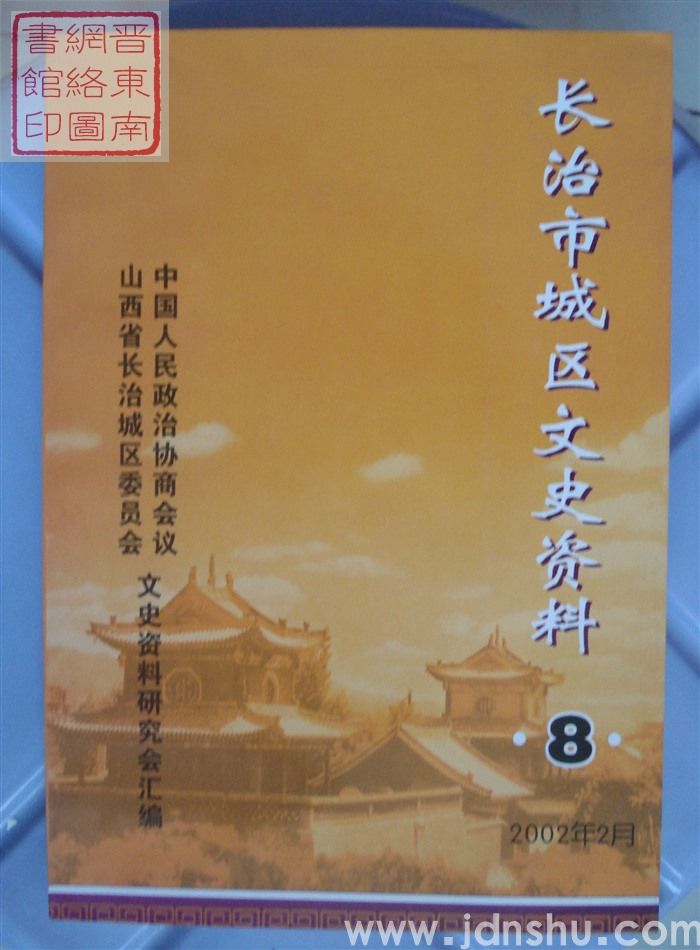 晋東南
網絡圖
書館印
长治市城区文史资料
·8·
2002年2月
中国人民政治协商会议
山西省长治城区委员会
文史资料研究会汇编
www.jdnshu.com